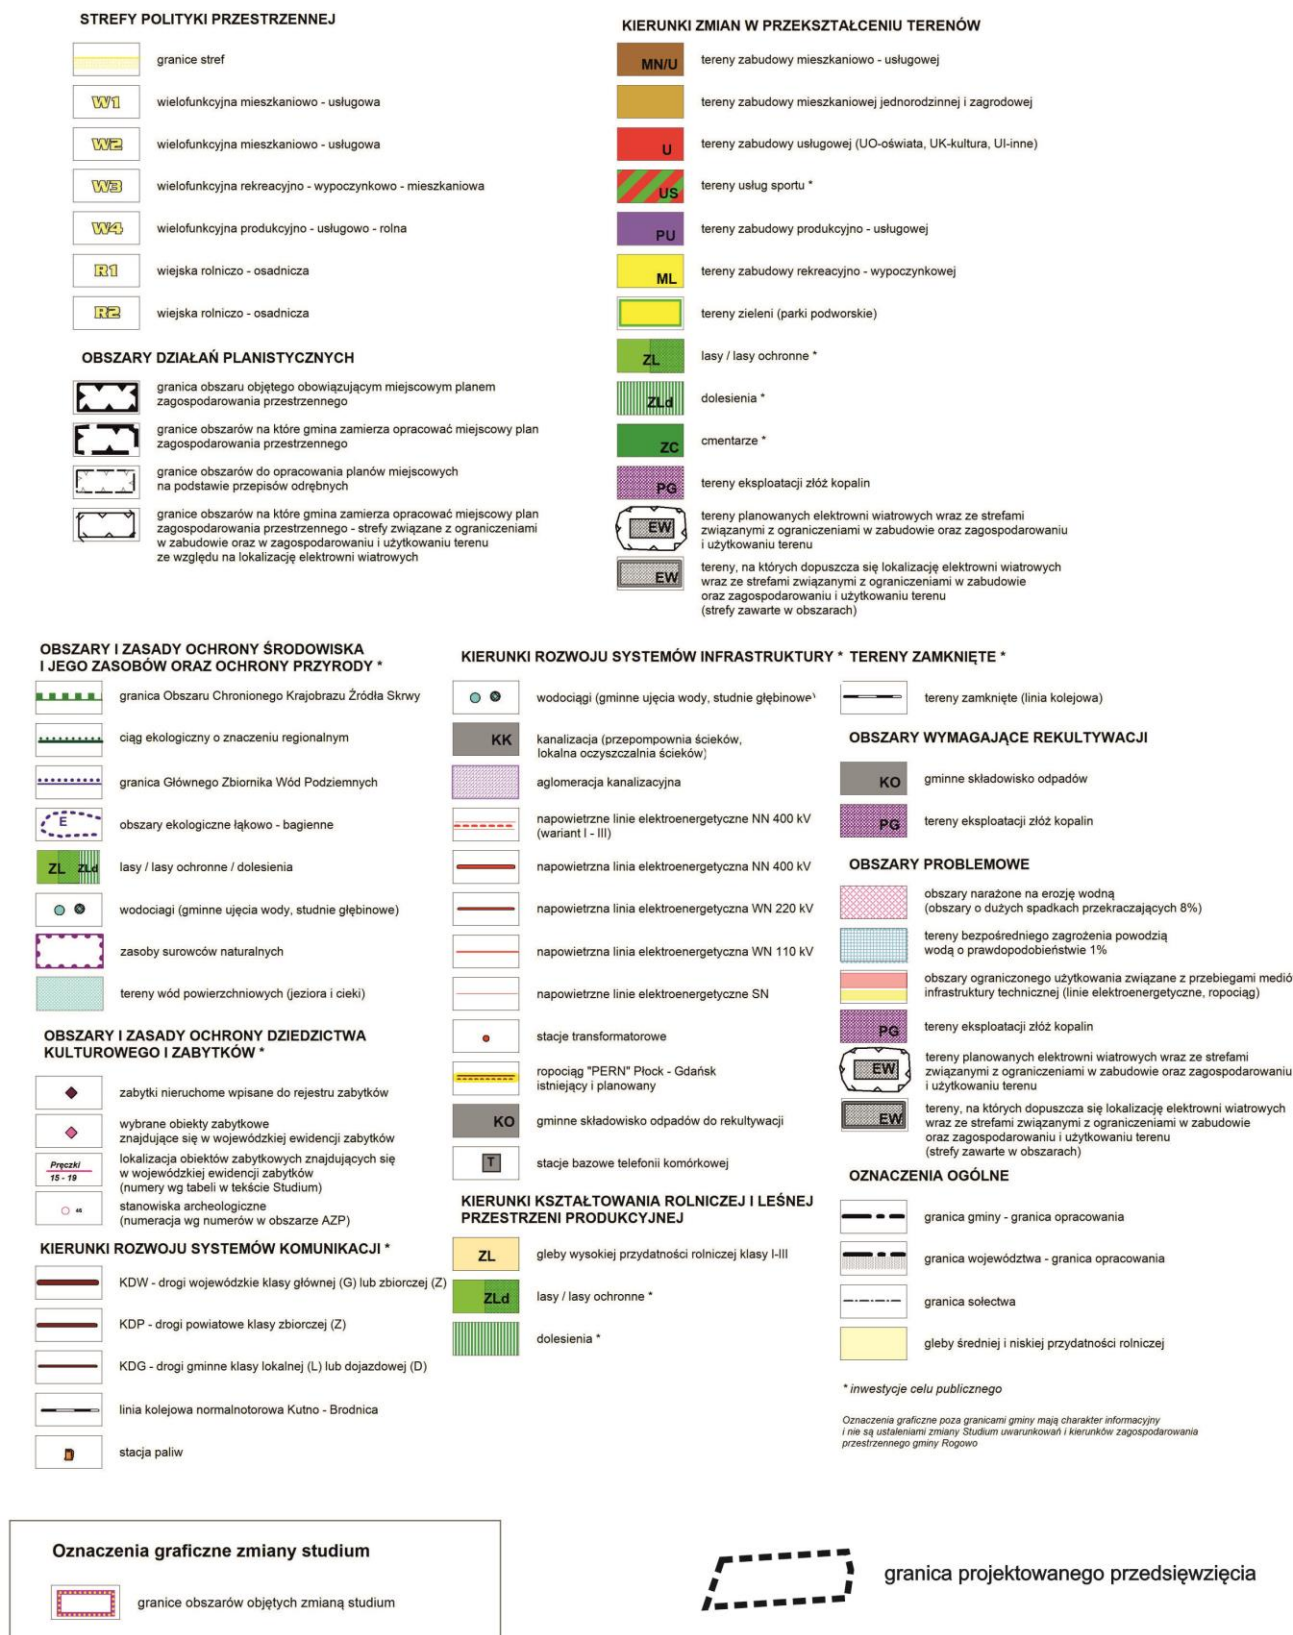 STREFY POLITYKI PRZESTRZENNEJ
granice stref
W1
wielofunkcyjna mieszkaniowo - usługowa
W2
wielofunkcyjna mieszkaniowo - usługowa
W3
wielofunkcyjna rekreacyjno - wypoczynkowo - mieszkaniowa
W4
wielofunkcyjna produkcyjno - usługowo - rolna
R1
wiejska rolniczo - osadnicza
R2
wiejska rolniczo - osadnicza
OBSZARY DZIAŁAŃ PLANISTYCZNYCH
granica obszaru objętego obowiązującym miejscowym planem
zagospodarowania przestrzennego
granice obszarów na które gmina zamierza opracować miejscowy plan
zagospodarowania przestrzennego
granice obszarów do opracowania planów miejscowych
na podstawie przepisów odrębnych
granice obszarów na które gmina zamierza opracować miejscowy plan
zagospodarowania przestrzennego - strefy związane z ograniczeniami
w zabudowie oraz w zagospodarowaniu i użytkowaniu terenu
ze względu na lokalizację elektrowni wiatrowych
KIERUNKI ZMIAN W PRZEKSZTAŁCENIU TERENÓW
MN/U
tereny zabudowy mieszkaniowo - usługowej
tereny zabudowy mieszkaniowej jednorodzinnej i zagrodowej
U
tereny zabudowy usługowej (UO-oświata, UK-kultura, UI-inne)
US
tereny usług sportu *
PU
tereny zabudowy produkcyjno - usługowej
ML
tereny zabudowy rekreacyjno - wypoczynkowej
tereny zieleni (parki podworskie)
ZL
lasy / lasy ochronne *
ZLd
dolesienia *
ZC
cmentarze *
PG
tereny eksploatacji złóż kopalin
EW
tereny planowanych elektrowni wiatrowych wraz ze strefami
związanymi z ograniczeniami w zabudowie oraz zagospodarowaniu
i użytkowaniu terenu
EW
tereny, na których dopuszcza się lokalizację elektrowni wiatrowych
wraz ze strefami związanymi z ograniczeniami w zabudowie
oraz zagospodarowaniu i użytkowaniu terenu
(strefy zawarte w obszarach)
OBSZARY I ZASADY OCHRONY ŚRODOWISKA
I JEGO ZASOBÓW ORAZ OCHRONY PRZYRODY *
granica Obszaru Chronionego Krajobrazu Źródła Skrwy
ciąg ekologiczny o znaczeniu regionalnym
granica Głównego Zbiornika Wód Podziemnych
E
obszary ekologiczne łąkowo - bagienne
ZL ZLd
lasy / lasy ochronne / dolesienia
wodociagi (gminne ujęcia wody, studnie głębinowe)
zasoby surowców naturalnych
tereny wód powierzchniowych (jeziora i cieki)
OBSZARY I ZASADY OCHRONY DZIEDZICTWA
KULTUROWEGO I ZABYTKÓW *
zabytki nieruchome wpisane do rejestru zabytków
wybrane obiekty zabytkowe
znajdujące się w wojewódzkiej ewidencji zabytków
Pręczki
15 - 19
lokalizacja obiektów zabytkowych znajdujących się
w wojewódzkiej ewidencji zabytków
(numery wg tabeli w tekście Studium)
stanowiska archeologiczne
(numeracja wg numerów w obszarze AZP)
KIERUNKI ROZWOJU SYSTEMÓW KOMUNIKACJI *
KDW - drogi wojewódzkie klasy głównej (G) lub zbiorczej (Z)
KDP - drogi powiatowe klasy zbiorczej (Z)
KDG - drogi gminne klasy lokalnej (L) lub dojazdowej (D)
linia kolejowa normalnotorowa Kutno - Brodnica
stacja paliw
KIERUNKI ROZWOJU SYSTEMÓW INFRASTRUKTURY *
wodociągi (gminne ujęcia wody, studnie głębinowe)
KK
kanalizacja (przepompownia ścieków,
lokalna oczyszczalnia ścieków)
aglomeracja kanalizacyjna
napowietrzne linie elektroenergetyczne NN 400 kV
(wariant I - III)
napowietrzna linia elektroenergetyczna NN 400 kV
napowietrzna linia elektroenergetyczna WN 220 kV
napowietrzna linia elektroenergetyczna WN 110 kV
napowietrzne linie elektroenergetyczne SN
stacje transformatorowe
ropociąg "PERN" Płock - Gdańsk
istniejący i planowany
KO
gminne składowisko odpadów do rekultywacji
T
stacje bazowe telefonii komórkowej
KIERUNKI KSZTAŁTOWANIA ROLNICZEJ I LEŚNEJ
PRZESTRZENI PRODUKCYJNEJ
ZL
gleby wysokiej przydatności rolniczej klasy I-III
ZLd
lasy / lasy ochronne *
dolesienia *
TERENY ZAMKNIĘTE *
tereny zamknięte (linia kolejowa)
OBSZARY WYMAGAJĄCE REKULTYWACJI
KO
gminne składowisko odpadów
PG
tereny eksploatacji złóż kopalin
OBSZARY PROBLEMOWE
obszary narażone na erozję wodną
(obszary o dużych spadkach przekraczających 8%)
tereny bezpośredniego zagrożenia powodzią
wodą o prawdopodobieństwie 1%
obszary ograniczonego użytkowania związane z przebiegami medió
infrastruktury technicznej (linie elektroenergetyczne, ropociąg)
PG
tereny eksploatacji złóż kopalin
EW
tereny planowanych elektrowni wiatrowych wraz ze strefami
związanymi z ograniczeniami w zabudowie oraz zagospodarowaniu
i użytkowaniu terenu
EW
tereny, na których dopuszcza się lokalizację elektrowni wiatrowych
wraz ze strefami związanymi z ograniczeniami w zabudowie
oraz zagospodarowaniu i użytkowaniu terenu
(strefy zawarte w obszarach)
OZNACZENIA OGÓLNE
granica gminy - granica opracowania
granica województwa - granica opracowania
granica sołectwa
gleby średniej i niskiej przydatności rolniczej
* inwestycje celu publicznego
Oznaczenia graficzne poza granicami gminy mają charakter informacyjny
i nie są ustaleniami zmiany Studium uwarunkowań i kierunków zagospodarowania
przestrzennego gminy Rogowo
Oznaczenia graficzne zmiany studium
granice obszarów objętych zmianą studium
granica projektowanego przedsięwzięcia